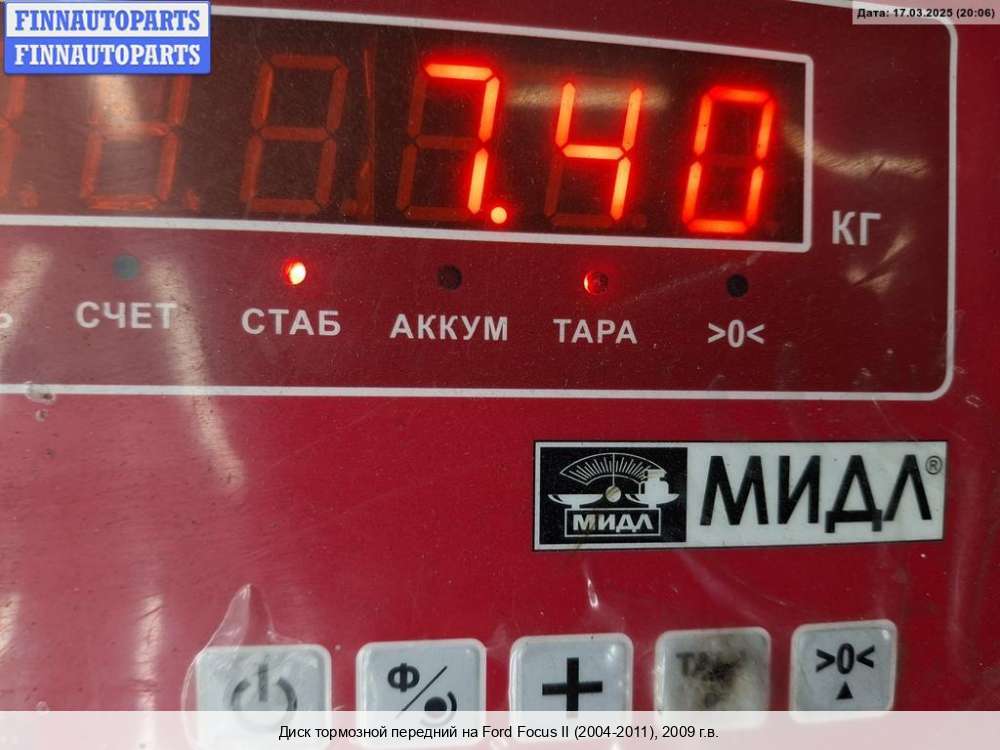 FINNAUTOPARTS
FINNAUTOPARTS
Дата: 17.03.2025 (20:06)
7.40
КГ
СЧЕТ
СТАБ
АККУМ
ТАРА
>0<
МИДЛ
МИДЛ®
Ф
+
>0<
Диск тормозной передний на Ford Focus II (2004-2011), 2009 г.в.